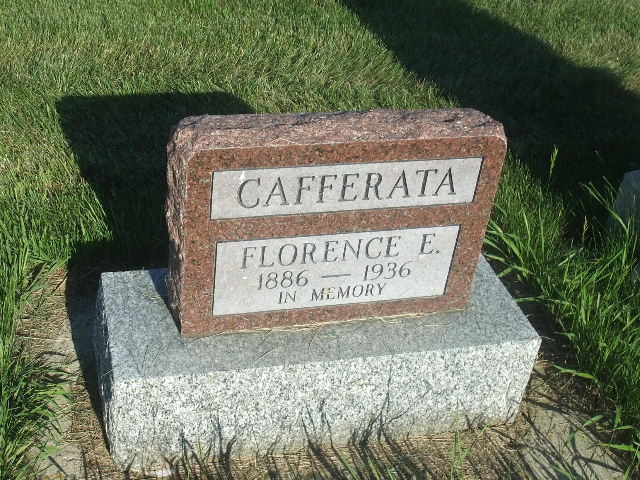 CAFFERATA
FLORENCE E.
1886 — 1936
IN MEMORY